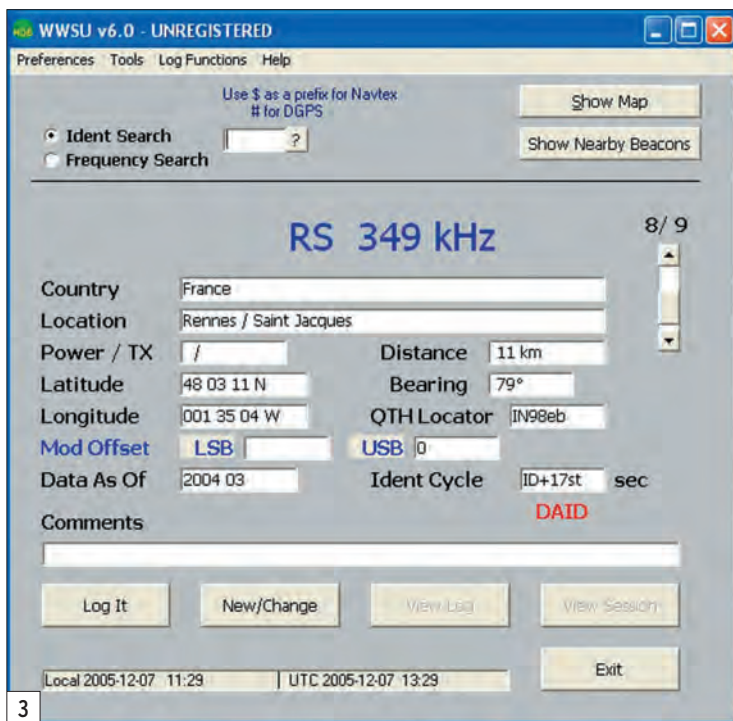 WWSU v6.0 - UNREGISTERED
Preferences Tools Log Functions Help
Use $ as a prefix for Navtex
# for DGPS
Show Map
Ident Search
?
Frequency Search
Show Nearby Beacons
RS 349 kHz
8/ 9
Country France
Location Rennes / Saint Jacques
Power / TX /
Distance 11 km
Latitude 48 03 11 N
Bearing 79°
Longitude 001 35 04 W
QTH Locator IN98eb
Mod Offset LSB
USB 0
Data As Of 2004 03
Ident Cycle ID+17st sec
DAID
Comments
Log It
New/Change
View Log
View Session
Local 2005-12-07 11:29
UTC 2005-12-07 13:29
Exit
3